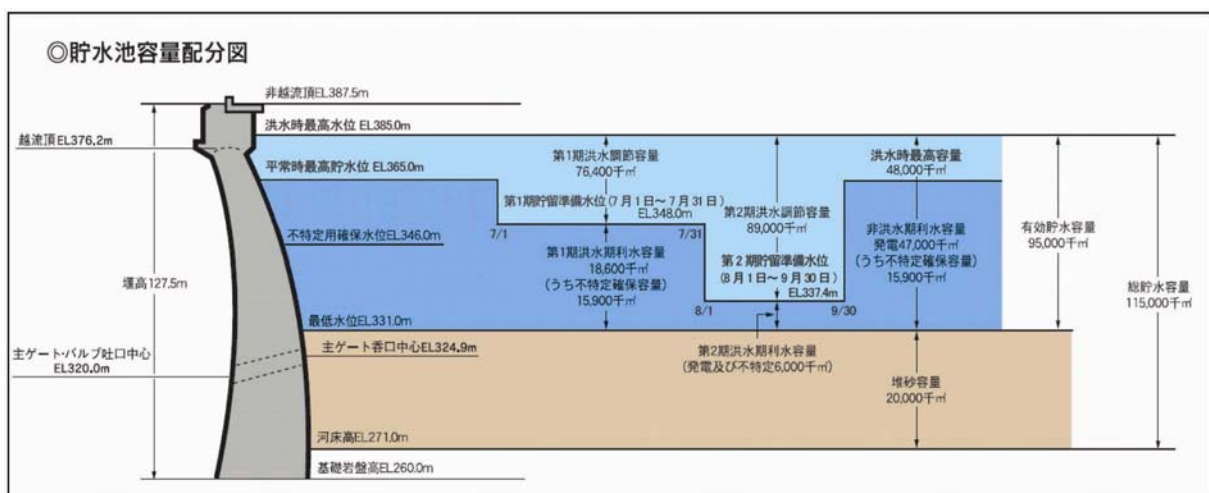 ◎貯水池容量配分図
非越流頂EL387.5m
洪水時最高水位 EL385.0m
越流頂EL376.2m
平常時最高貯水位 EL365.0m
第1期洪水調節容量
76,400千㎥
洪水時最高容量
48,000千㎥
第1期貯留準備水位(7月1日～7月31日)
EL348.0m
第2期洪水調節容量
89,000千㎥
不特定用確保水位EL346.0m
7/1
7/31
第1期洪水期利水容量
18,600千㎥
(うち不特定確保容量)
15,900千㎥
第2期貯留準備水位
(8月1日～9月30日)
EL337.4m
非洪水期利水容量
発電47,000千㎥
(うち不特定確保容量)
15,900千㎥
有効貯水容量
95,000千㎥
堰高127.5m
総貯水容量
115,000千㎥
8/1
9/30
最低水位EL331.0m
主ゲート・バルブ吐口中心
EL320.0m
主ゲート呑口中心EL324.9m
第2期洪水期利水容量
(発電及び不特定6,000千㎥)
堆砂容量
20,000千㎥
河床高EL271.0m
基礎岩盤高EL260.0m